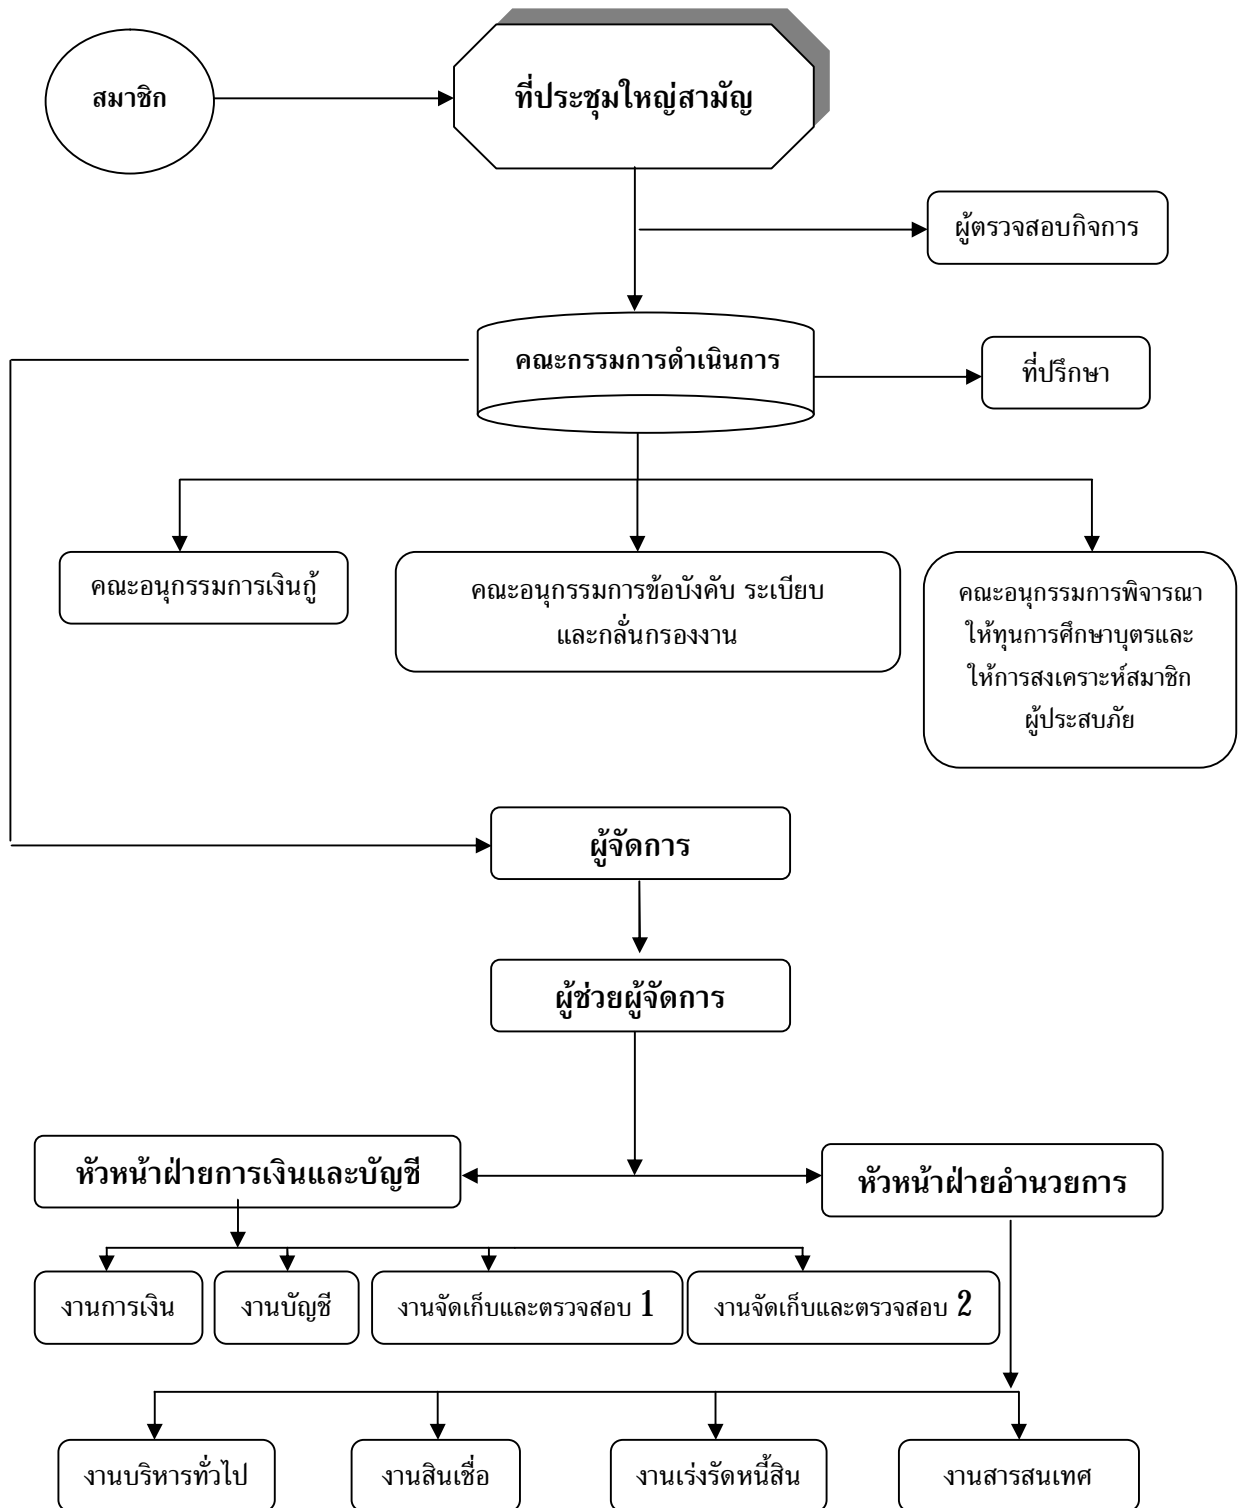 สมาชิก
ที่ประชุมใหญ่สามัญ
ผู้ตรวจสอบกิจการ
คณะกรรมการดำเนินการ
ที่ปรึกษา
คณะอนุกรรมการเงินกู้
คณะอนุกรรมการข้อบังคับ ระเบียบ
และกลั่นกรองงาน
คณะอนุกรรมการพิจารณา
ให้ทุนการศึกษาบุตรและ
ให้การสงเคราะห์สมาชิก
ผู้ประสบภัย
ผู้จัดการ
ผู้ช่วยผู้จัดการ
หัวหน้าฝ่ายการเงินและบัญชี
หัวหน้าฝ่ายอำนวยการ
งานการเงิน
งานบัญชี
งานจัดเก็บและตรวจสอบ 1
งานจัดเก็บและตรวจสอบ 2
งานบริหารทั่วไป
งานสินเชื่อ
งานเร่งรัดหนี้สิน
งานสารสนเทศ